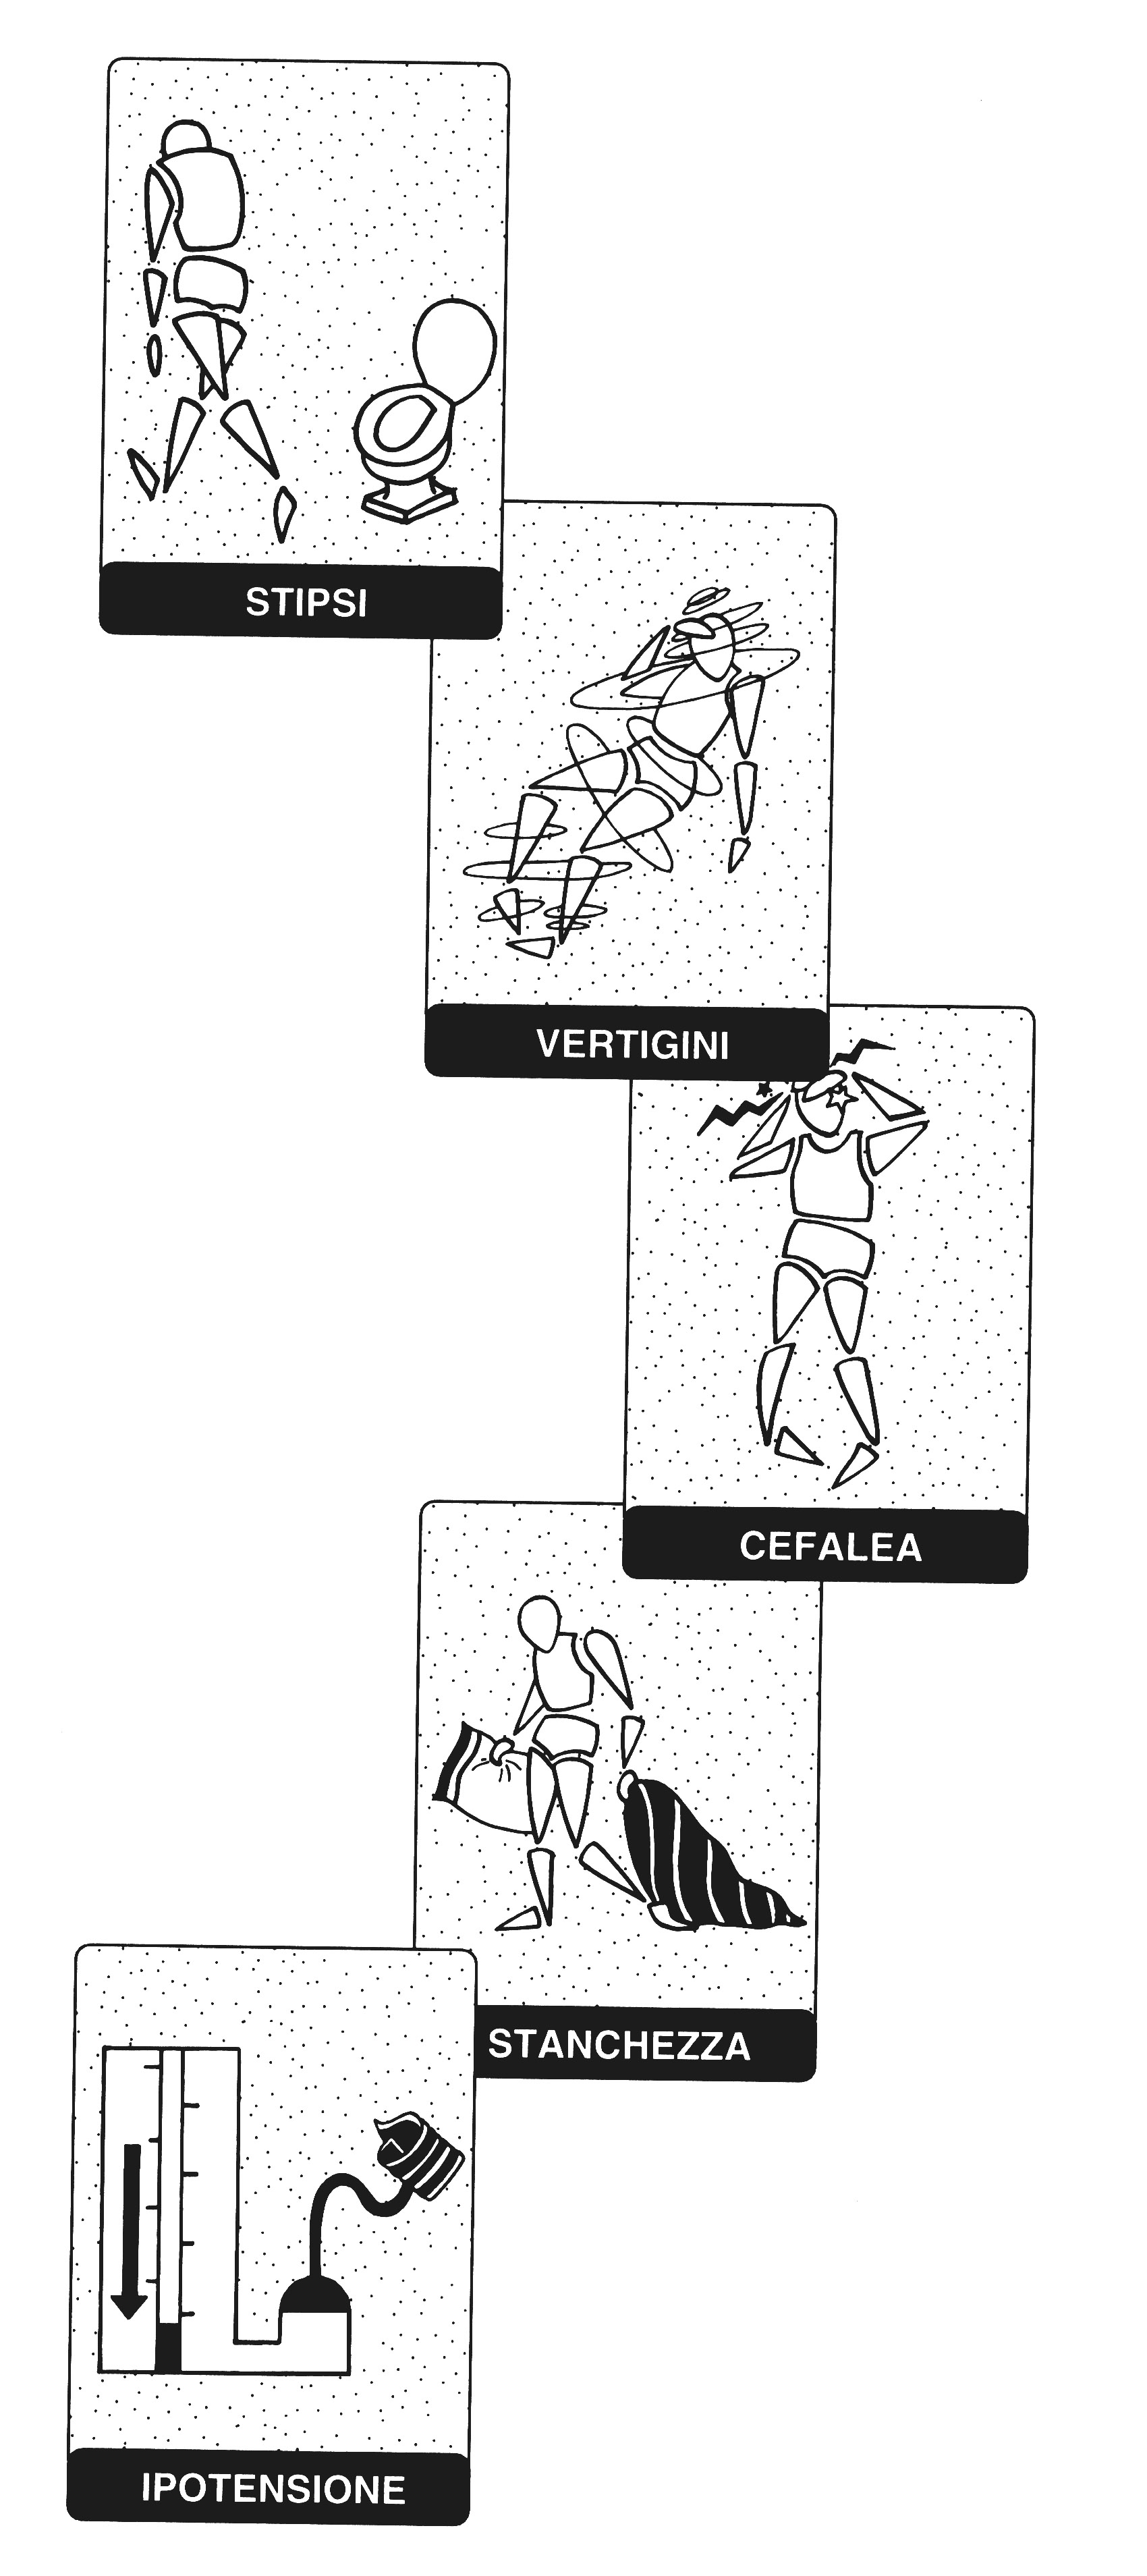 STIPSI
VERTIGINI
CEFALEA
STANCHEZZA
IPOTENSIONE